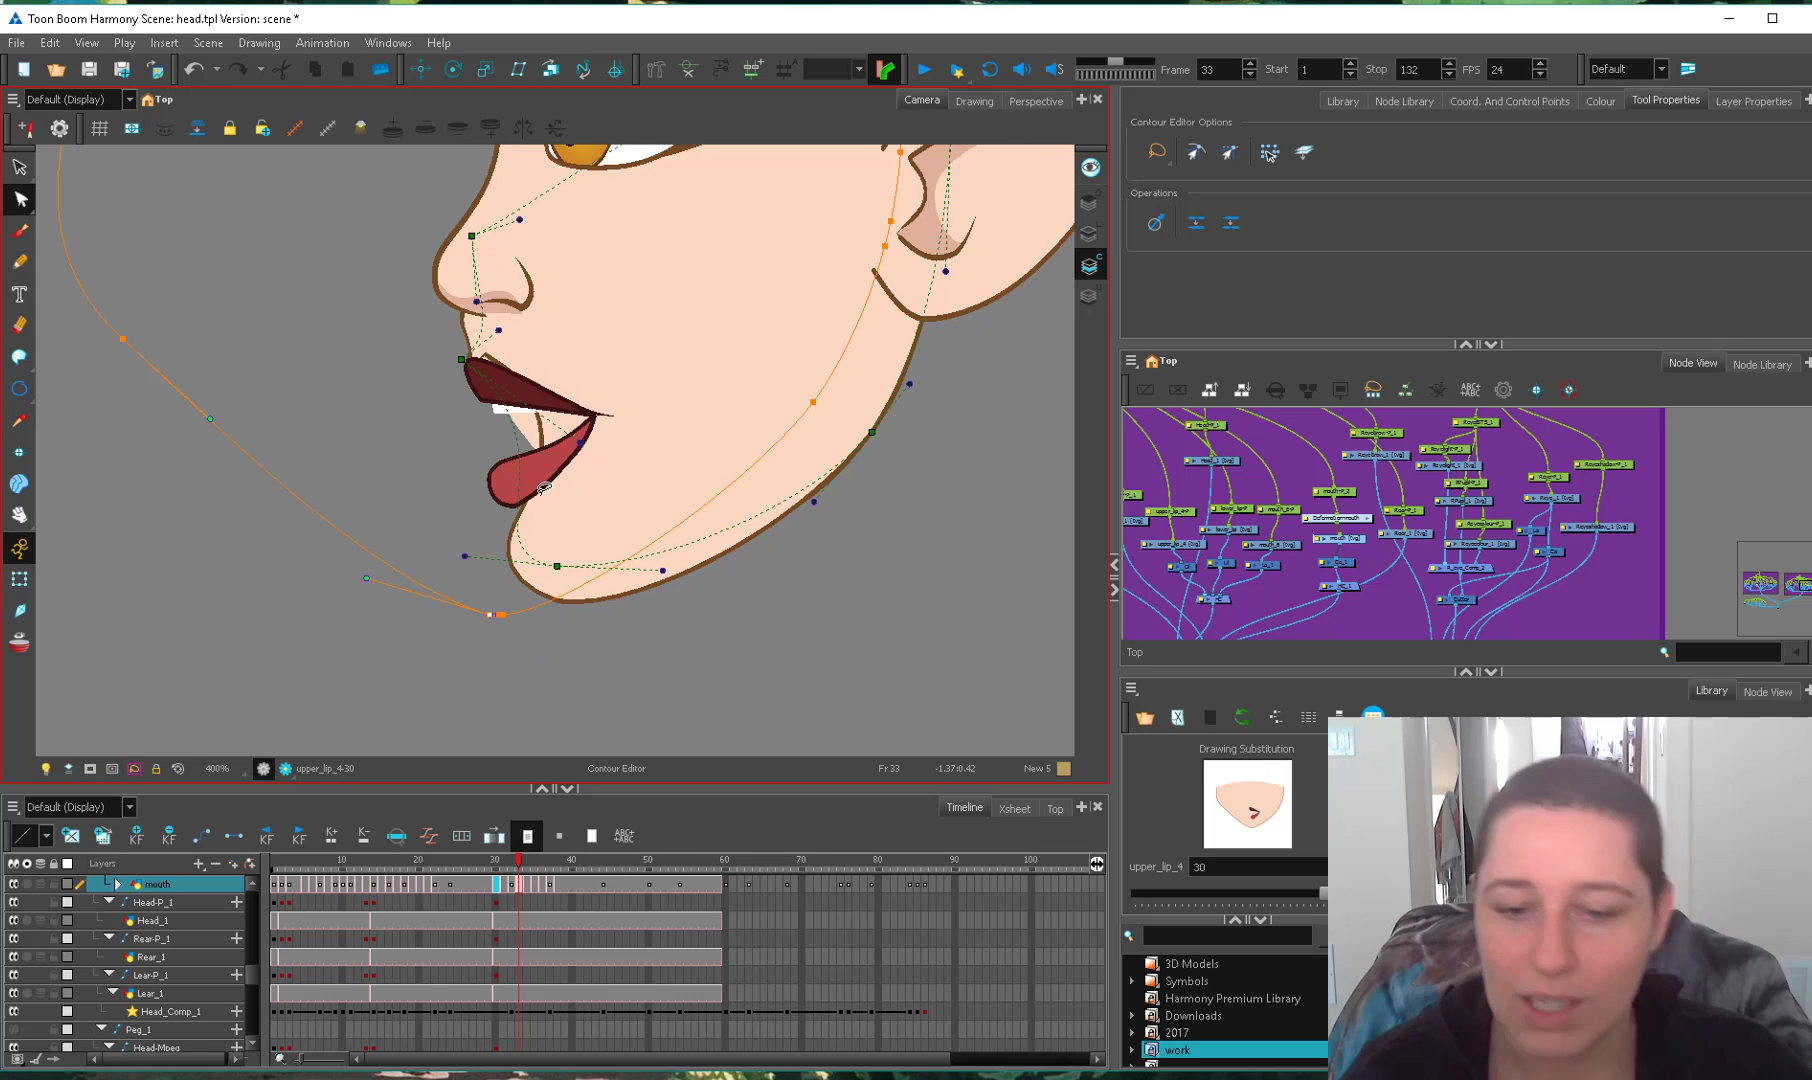 Toon Boom Harmony Scene: head.tpl Version: scene *
File Edit View Play Insert Scene Drawing Animation Windows Help
Frame 33 Start 1 Stop 132 FPS 24 Default
Default (Display) Top Camera Drawing Perspective
Library Node Library Coord. And Control Points Colour Tool Properties Layer Properties
Contour Editor Options
Operations
Top Node View Node Library
ABC+
Top
Library Node View
Drawing Substitution
upper_lip_4 30
400% upper_lip_4-30 Contour Editor Fr 33 -1.37:0.42 New 5
Default (Display) Timeline Xsheet Top
KF KF KF KF K+ K- ABC+
Layers 10 20 30 40 50 60 70 80 90 100
mouth
Head-P_1
Head_1
Rear-P_1
Rear_1
Lear-P_1
Lear_1
Head_Comp_1
Peg_1
Head-Mpeg
3D Models
Symbols
Harmony Premium Library
Downloads
2017
work